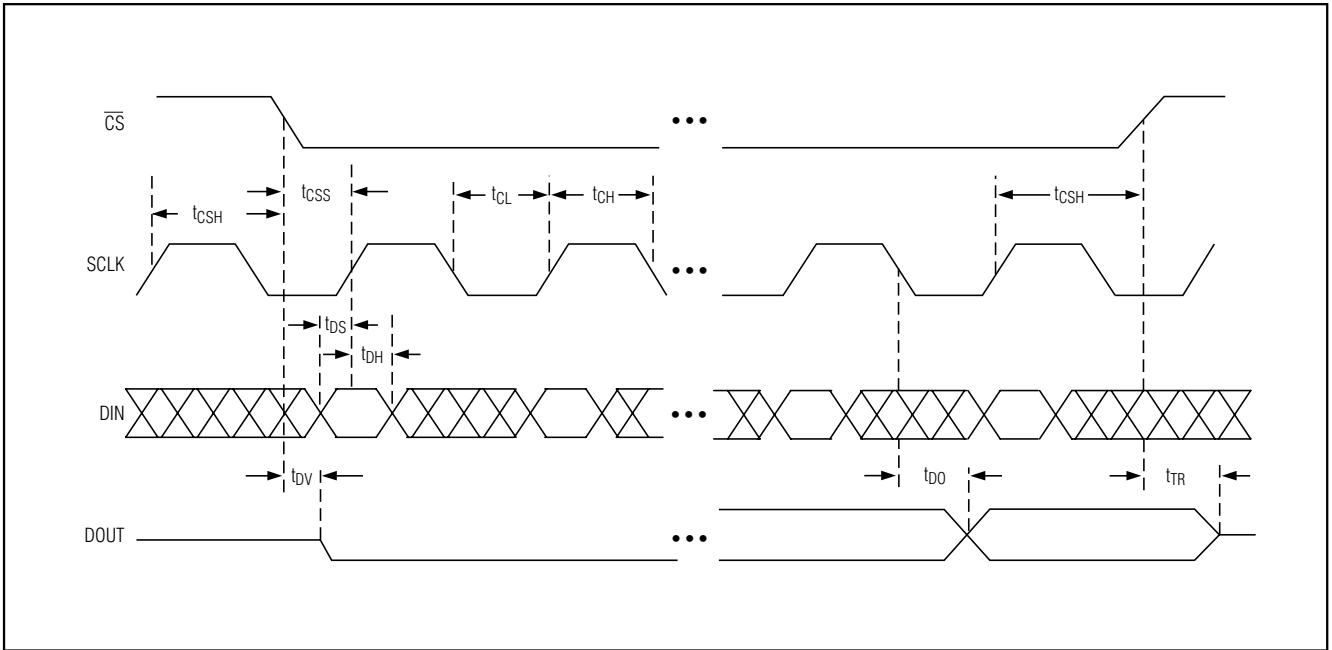 CS
tCSS
tCL
tCH
tCSH
tCSH
SCLK
tDS
tDH
DIN
tDV
tDO
tTR
DOUT